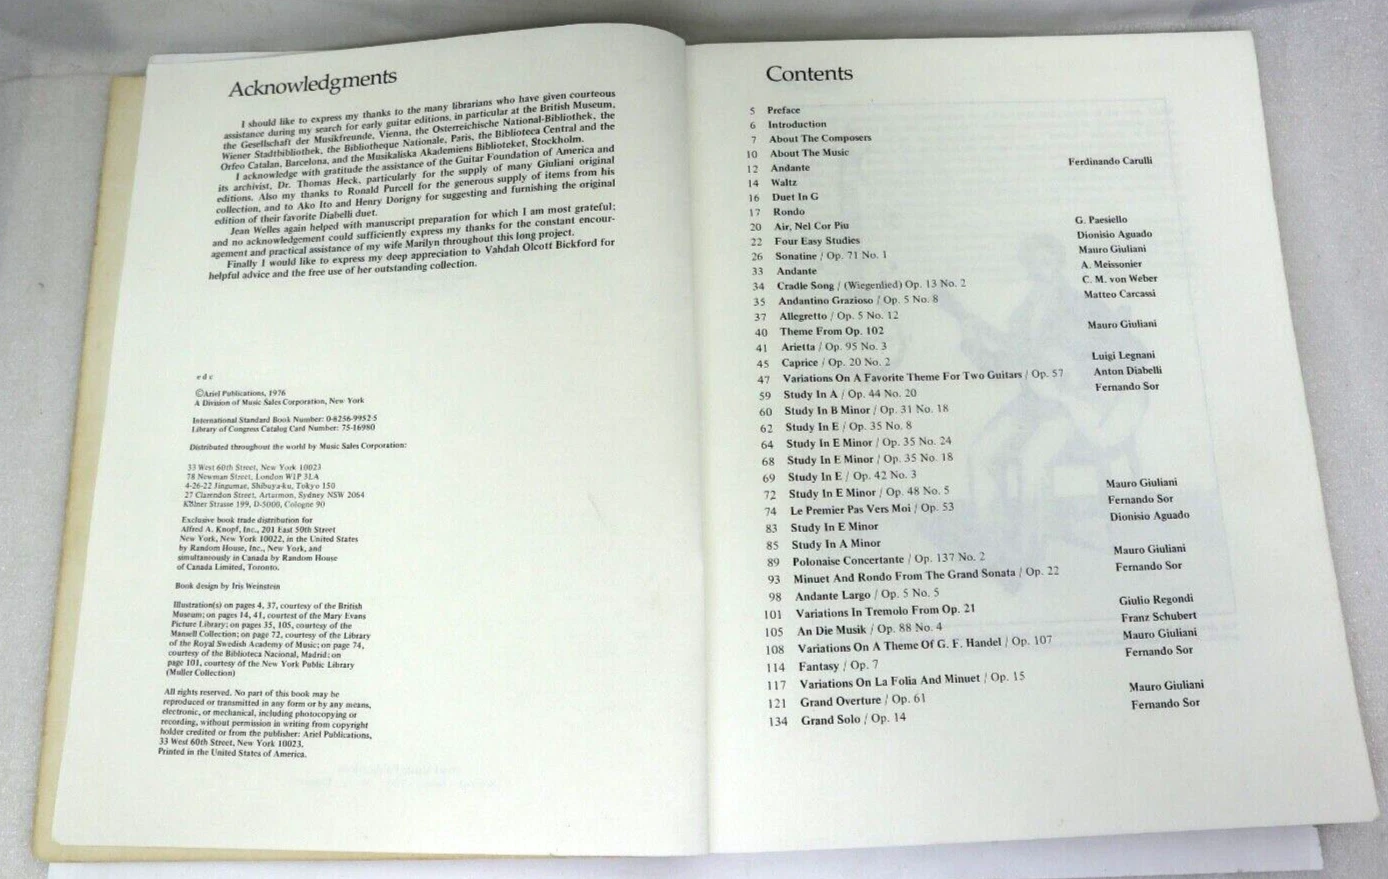 Acknowledgments
I should like to express my thanks to the many librarians who have given courteous
assistance during my search for early guitar editions, in particular at the British Museum,
the Gesellschaft der Musikfreunde, Vienna, the Osterreichische National-Bibliothek, the
Wiener Stadtbibliothek, the Bibliotheque Nationale, Paris, the Biblioteca Central and the
Orfeo Catalan, Barcelona, and the Musikaliska Akademiens Biblioteket, Stockholm.
I acknowledge with gratitude the assistance of the Guitar Foundation of America and
its archivist, Dr. Thomas Heck, particularly for the supply of many Giuliani original
editions. Also my thanks to Ronald Purcell for the generous supply of items from his
collection, and to Ako Ito and Henry Dorigny for suggesting and furnishing the original
edition of their favorite Diabelli duet.
Jean Welles again helped with manuscript preparation for which I am most grateful;
and no acknowledgement could sufficiently express my thanks for the constant encour-
agement and practical assistance of my wife Marilyn throughout this long project.
Finally I would like to express my deep appreciation to Vahdah Olcott Bickford for
helpful advice and the free use of her outstanding collection.
e d c
©Ariel Publications, 1976
A Division of Music Sales Corporation, New York
International Standard Book Number: 0-8256-9952-5
Library of Congress Catalog Card Number: 75-16980
Distributed throughout the world by Music Sales Corporation:
33 West 60th Street, New York 10023
78 Newman Street, London W1P 3LA
4-26-22 Jingumae, Shibuya-ku, Tokyo 150
27 Clarendon Street, Artarmon, Sydney NSW 2064
Kölner Strasse 199, D-5000, Cologne 90
Exclusive book trade distribution for
Alfred A. Knopf, Inc., 201 East 50th Street
New York, New York 10022, in the United States
by Random House, Inc., New York, and
simultaneously in Canada by Random House
of Canada Limited, Toronto.
Book design by Iris Weinstein
Illustration(s) on pages 4, 37, courtesy of the British
Museum; on pages 14, 41, courtest of the Mary Evans
Picture Library; on pages 35, 105, courtesy of the
Mansell Collection; on page 72, courtesy of the Library
of the Royal Swedish Academy of Music; on page 74,
courtesy of the Biblioteca Nacional, Madrid; on
page 101, courtesy of the New York Public Library
(Muller Collection)
All rights reserved. No part of this book may be
reproduced or transmitted in any form or by any means,
electronic, or mechanical, including photocopying or
recording, without permission in writing from copyright
holder credited or from the publisher: Ariel Publications,
33 West 60th Street, New York 10023.
Printed in the United States of America.
Contents
5 Preface
6 Introduction
7 About The Composers
10 About The Music
12 Andante Ferdinando Carulli
14 Waltz
16 Duet In G
17 Rondo
20 Air, Nel Cor Piu G. Paesiello
22 Four Easy Studies Dionisio Aguado
26 Sonatine / Op. 71 No. 1 Mauro Giuliani
33 Andante A. Meissonier
34 Cradle Song / (Wiegenlied) Op. 13 No. 2 C. M. von Weber
35 Andantino Grazioso / Op. 5 No. 8 Matteo Carcassi
37 Allegretto / Op. 5 No. 12
40 Theme From Op. 102 Mauro Giuliani
41 Arietta / Op. 95 No. 3
45 Caprice / Op. 20 No. 2 Luigi Legnani
47 Variations On A Favorite Theme For Two Guitars / Op. 57 Anton Diabelli
59 Study In A / Op. 44 No. 20 Fernando Sor
60 Study In B Minor / Op. 31 No. 18
62 Study In E / Op. 35 No. 8
64 Study In E Minor / Op. 35 No. 24
68 Study In E Minor / Op. 35 No. 18
69 Study In E / Op. 42 No. 3
72 Study In E Minor / Op. 48 No. 5 Mauro Giuliani
74 Le Premier Pas Vers Moi / Op. 53 Fernando Sor
83 Study In E Minor Dionisio Aguado
85 Study In A Minor
89 Polonaise Concertante / Op. 137 No. 2 Mauro Giuliani
93 Minuet And Rondo From The Grand Sonata / Op. 22 Fernando Sor
98 Andante Largo / Op. 5 No. 5
101 Variations In Tremolo From Op. 21 Giulio Regondi
105 An Die Musik / Op. 88 No. 4 Franz Schubert
108 Variations On A Theme Of G. F. Handel / Op. 107 Mauro Giuliani
114 Fantasy / Op. 7 Fernando Sor
117 Variations On La Folia And Minuet / Op. 15
121 Grand Overture / Op. 61 Mauro Giuliani
134 Grand Solo / Op. 14 Fernando Sor